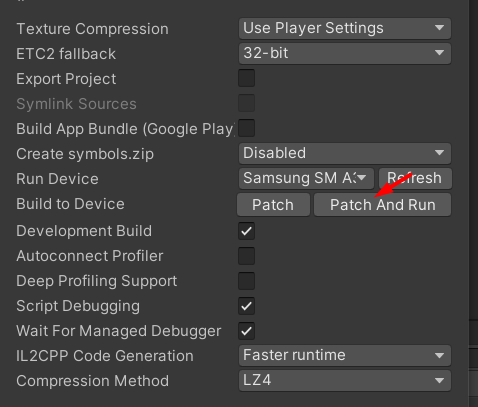 Texture Compression Use Player Settings
ETC2 fallback 32-bit
Export Project
Symlink Sources
Build App Bundle (Google Play)
Create symbols.zip Disabled
Run Device Samsung SM A3 Refresh
Build to Device Patch Patch And Run
Development Build
Autoconnect Profiler
Deep Profiling Support
Script Debugging
Wait For Managed Debugger
IL2CPP Code Generation Faster runtime
Compression Method LZ4